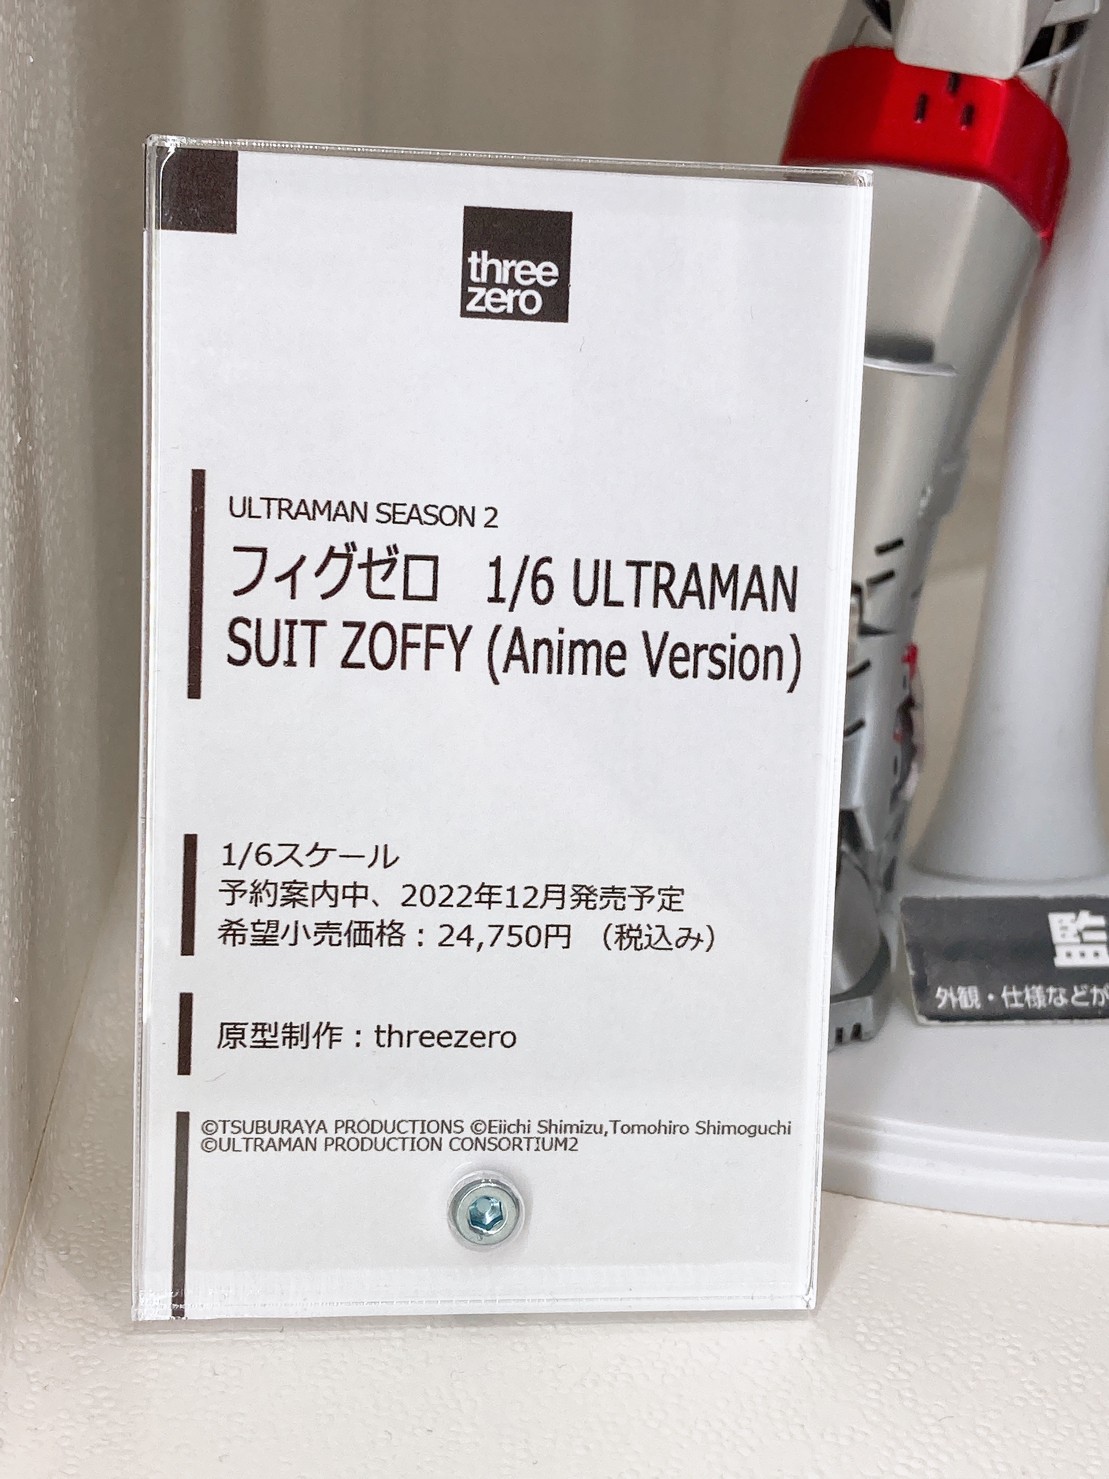 three
zero
ULTRAMAN SEASON 2
フィグゼロ 1/6 ULTRAMAN
SUIT ZOFFY (Anime Version)
1/6スケール
予約案内中、2022年12月発売予定
希望小売価格：24,750円 （税込み）
原型制作：threezero
©TSUBURAYA PRODUCTIONS ©Eiichi Shimizu,Tomohiro Shimoguchi
©ULTRAMAN PRODUCTION CONSORTIUM2
監
外観・仕様などが